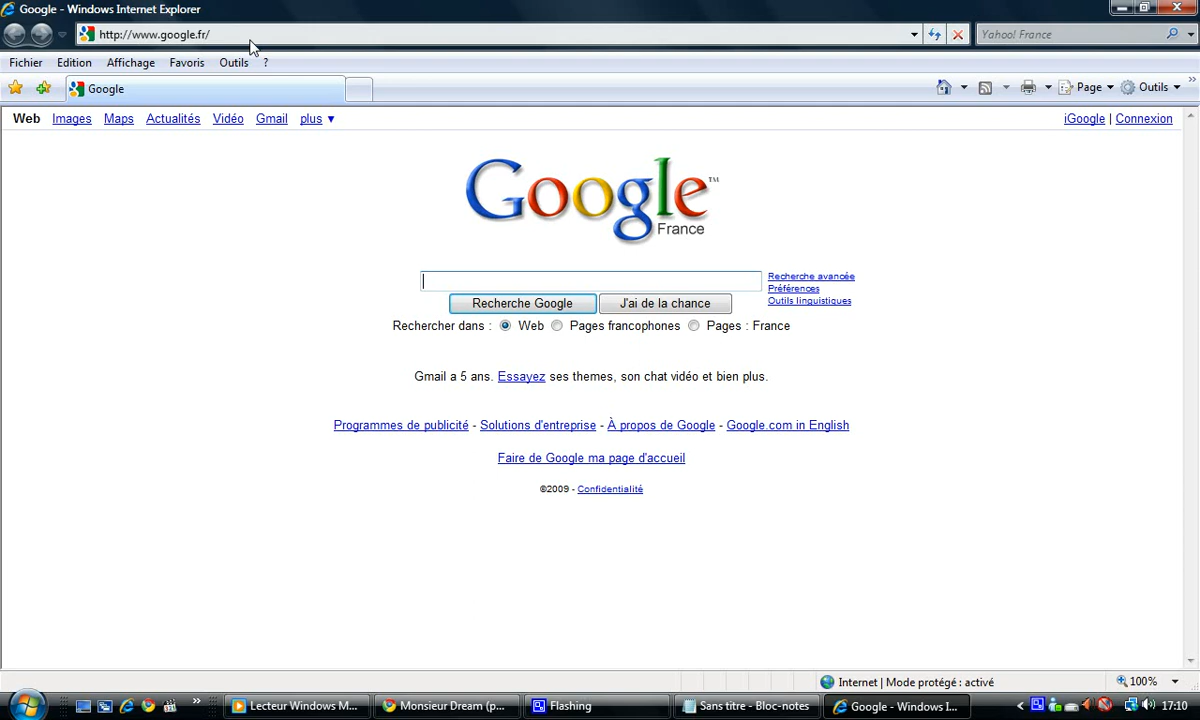 Google - Windows Internet Explorer
http://www.google.fr/
Yahoo! France
Fichier Edition Affichage Favoris Outils ?
Google
Page Outils »
Web Images Maps Actualités Vidéo Gmail plus ▼
iGoogle | Connexion
Google™
France
Recherche avancée
Préférences
Outils linguistiques
Recherche Google J'ai de la chance
Rechercher dans : Web Pages francophones Pages : France
Gmail a 5 ans. Essayez ses themes, son chat vidéo et bien plus.
Programmes de publicité - Solutions d'entreprise - À propos de Google - Google.com in English
Faire de Google ma page d'accueil
©2009 - Confidentialité
Internet | Mode protégé : activé
100%
» Lecteur Windows M... Monsieur Dream (p... Flashing Sans titre - Bloc-notes Google - Windows I... < 17:10